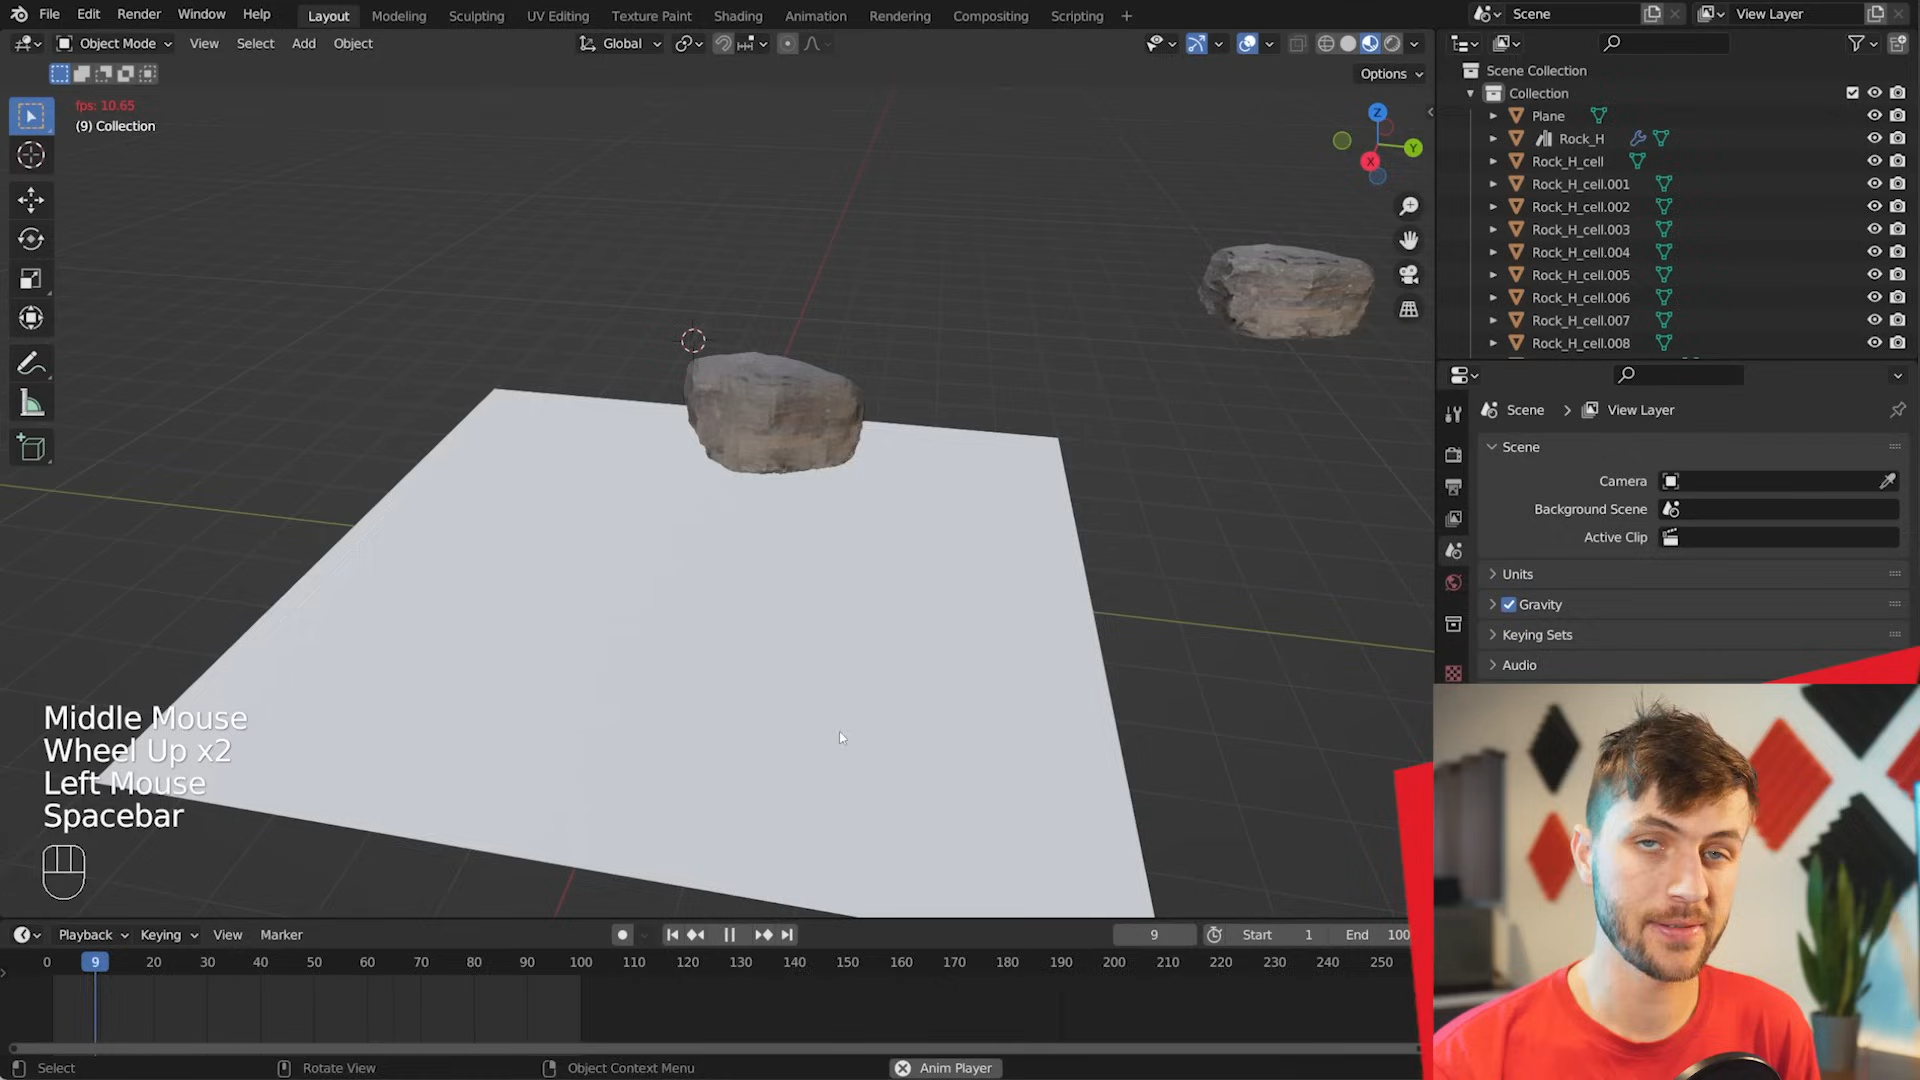 File Edit Render Window Help Layout Modeling Sculpting UV Editing Texture Paint Shading Animation Rendering Compositing Scripting + Scene View Layer
Object Mode View Select Add Object Global
Options
fps: 10.65
(9) Collection
Z
Y
X
Scene Collection
Collection
Plane
Rock_H
Rock_H_cell
Rock_H_cell.001
Rock_H_cell.002
Rock_H_cell.003
Rock_H_cell.004
Rock_H_cell.005
Rock_H_cell.006
Rock_H_cell.007
Rock_H_cell.008
Scene > View Layer
Scene
Camera
Background Scene
Active Clip
Units
Gravity
Keying Sets
Audio
Middle Mouse
Wheel Up x2
Left Mouse
Spacebar
Playback Keying View Marker 9 Start 1 End 100
0 9 20 30 40 50 60 70 80 90 100 110 120 130 140 150 160 170 180 190 200 210 220 230 240 250
Select Rotate View Object Context Menu Anim Player